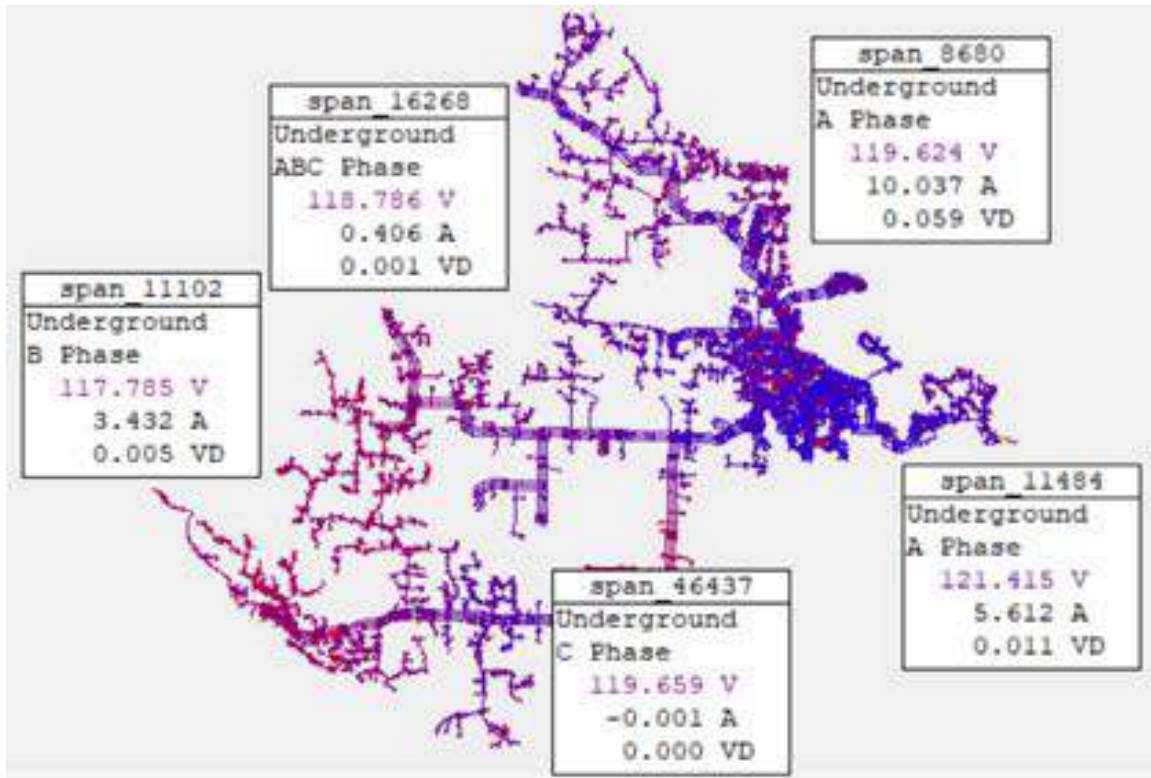 span_8680
Underground
A Phase
119.624 V
10.037 A
0.059 VD
span_16268
Underground
ABC Phase
118.786 V
0.406 A
0.001 VD
span_11102
Underground
B Phase
117.785 V
3.432 A
0.005 VD
span_11484
Underground
A Phase
121.415 V
5.612 A
0.011 VD
span_46437
Underground
C Phase
119.659 V
-0.001 A
0.000 VD